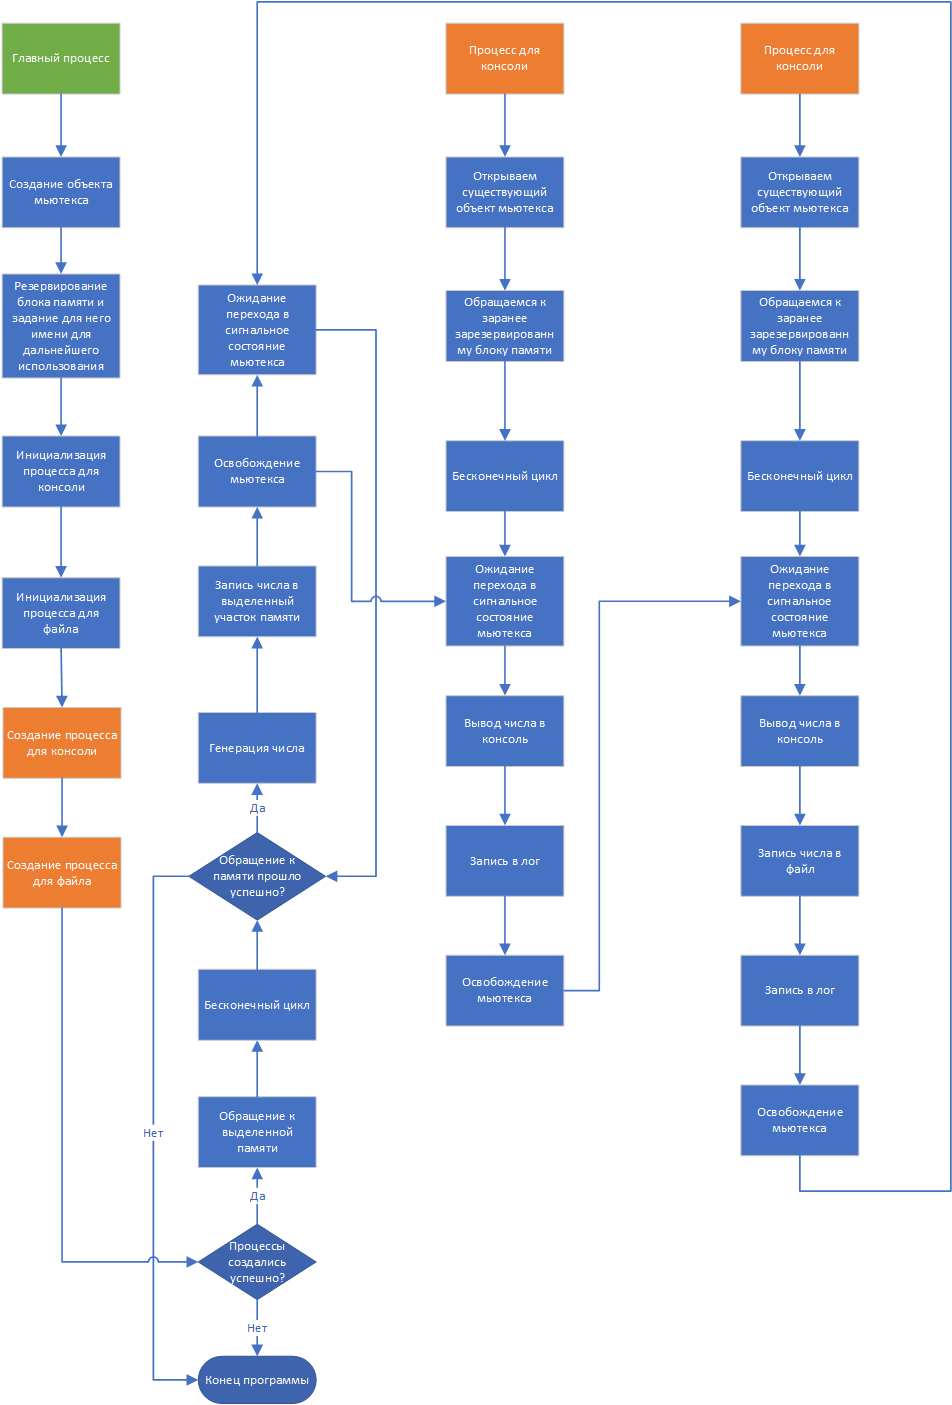 Главный процесс
Создание объекта
мьютекса
Резервирование
блока памяти и
задание для него
имени для
дальнейшего
использования
Инициализация
процесса для
консоли
Инициализация
процесса для
файла
Создание процесса
для консоли
Создание процесса
для файла
Ожидание
перехода в
сигнальное
состояние
мьютекса
Освобождение
мьютекса
Запись числа в
выделенный
участок памяти
Генерация числа
Да
Обращение к
памяти прошло
успешно?
Бесконечный цикл
Нет
Обращение к
выделенной
памяти
Да
Процессы
создались
успешно?
Нет
Конец программы
Процесс для
консоли
Открываем
существующий
объект мьютекса
Обращаемся к
заранее
зарезервированн
му блоку памяти
Бесконечный цикл
Ожидание
перехода в
сигнальное
состояние
мьютекса
Вывод числа в
консоль
Запись в лог
Освобождение
мьютекса
Процесс для
консоли
Открываем
существующий
объект мьютекса
Обращаемся к
заранее
зарезервированн
му блоку памяти
Бесконечный цикл
Ожидание
перехода в
сигнальное
состояние
мьютекса
Вывод числа в
консоль
Запись числа в
файл
Запись в лог
Освобождение
мьютекса